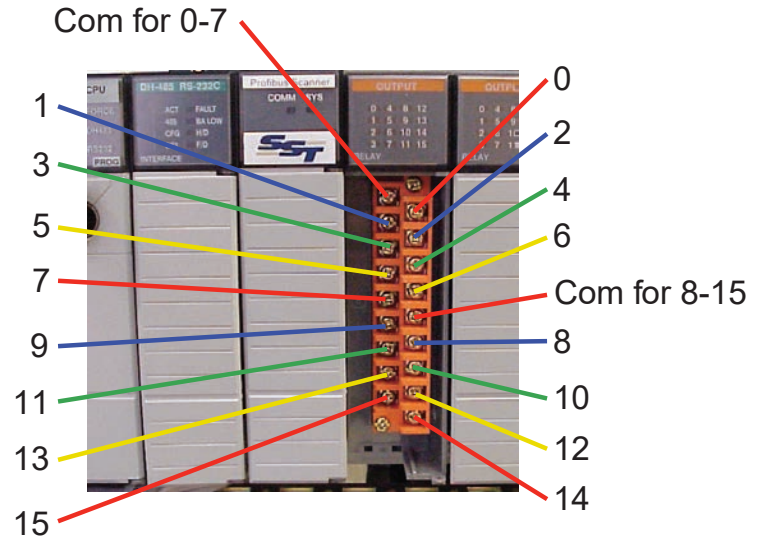 Com for 0-7
0
1
2
3
4
5
6
7
Com for 8-15
9
8
11
10
13
12
15
14
CPU
DH-485 RS-232C
ACT FAULT
485 BA LOW
CFG H/D
F/D
INTERFACE
PROG
Profibus Scanner
COMM SYS
SST
OUTPUT
0 4 8 12
1 5 9 13
2 6 10 14
3 7 11 15
RELAY